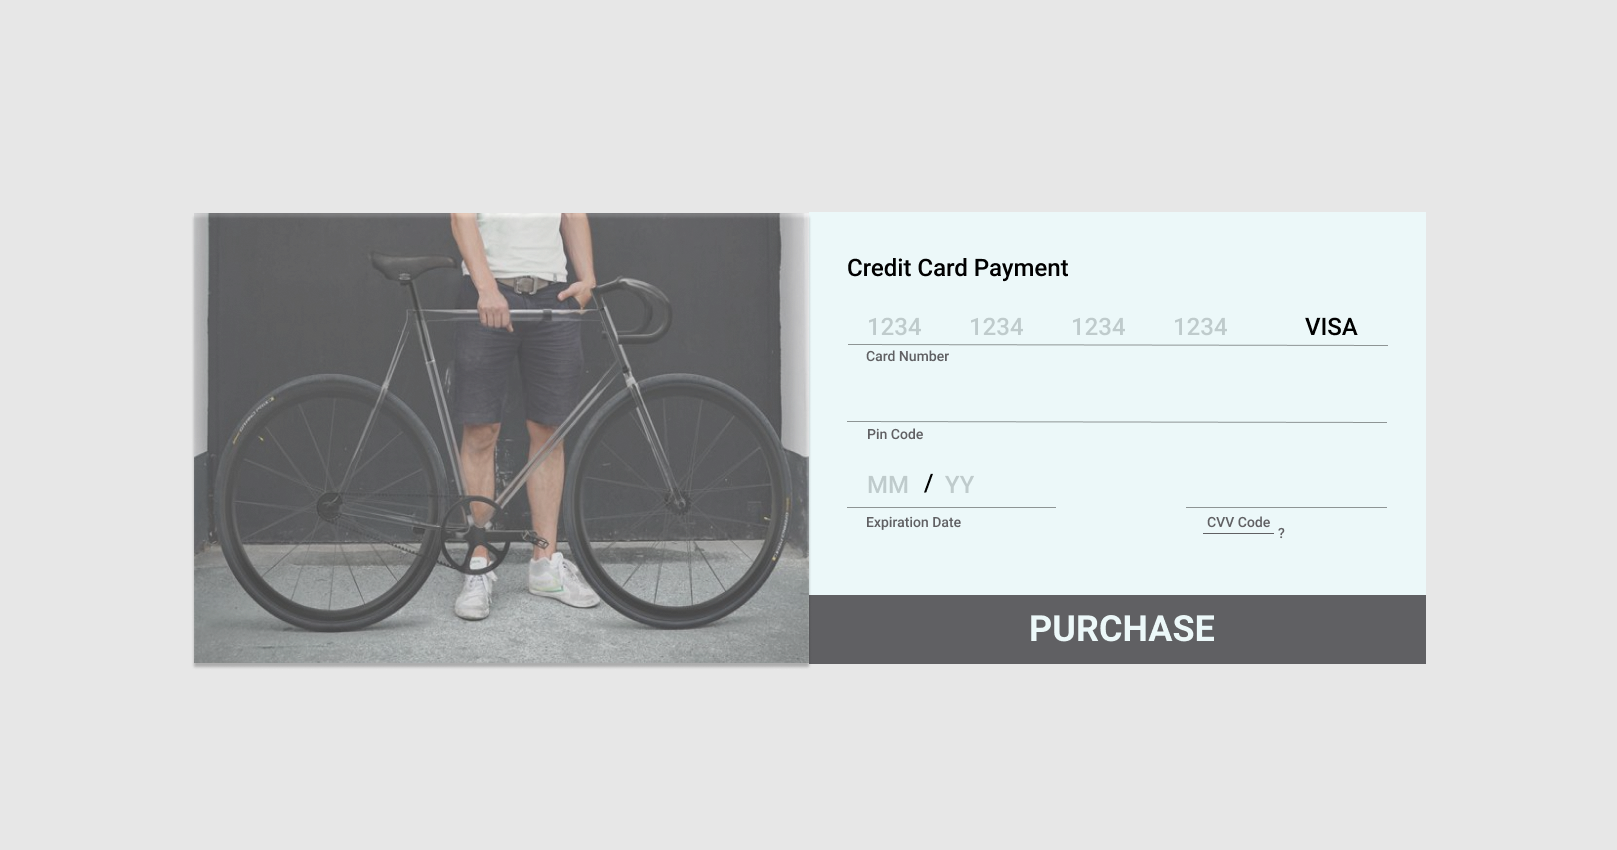 Credit Card Payment
1234 1234 1234 1234 VISA
Card Number
Pin Code
MM / YY
Expiration Date
CVV Code ?
PURCHASE